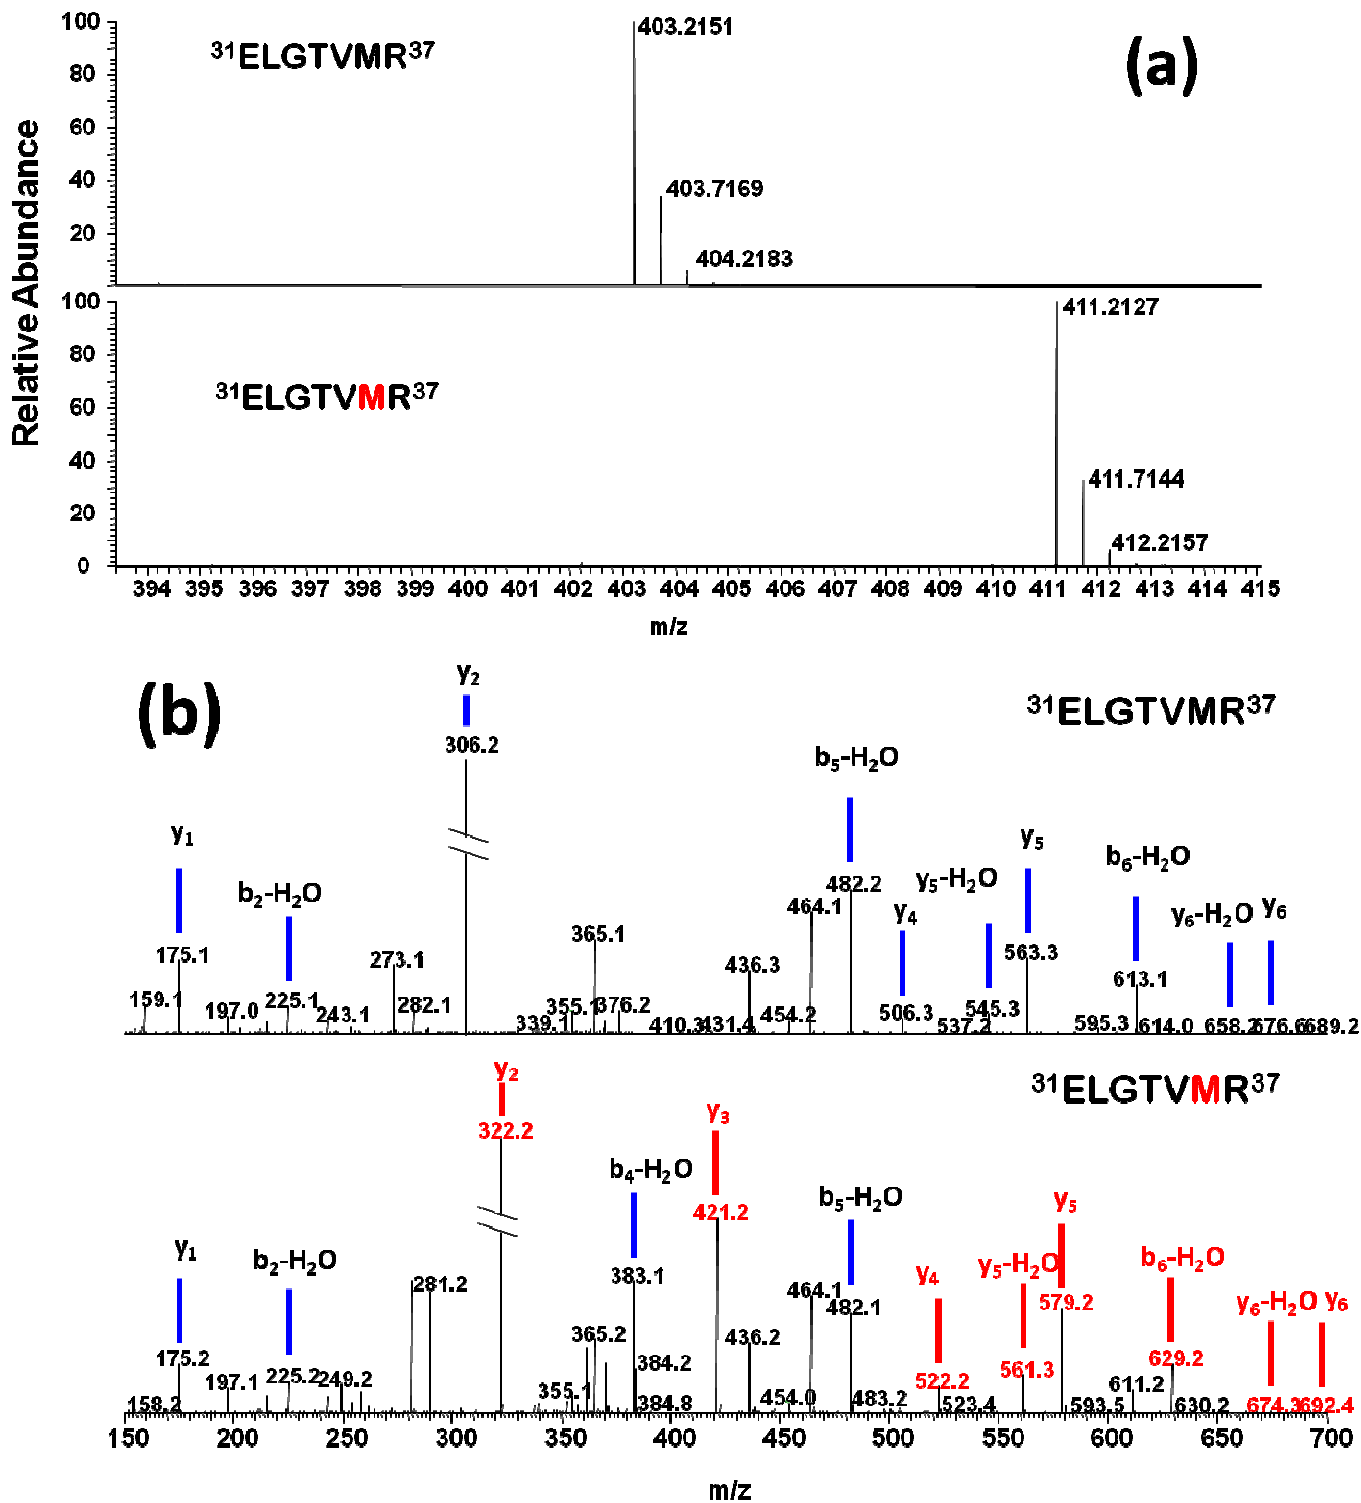 (a)
³¹ELGTVMR³⁷
100
80
60
40
20
403.2151
403.7169
404.2183
Relative Abundance
³¹ELGTVMR³⁷
100
80
60
40
20
0
411.2127
411.7144
412.2157
394 395 396 397 398 399 400 401 402 403 404 405 406 407 408 409 410 411 412 413 414 415
m/z
(b)
³¹ELGTVMR³⁷
y₁ b₂-H₂O y₂ b₅-H₂O y₄ y₅-H₂O y₅ b₆-H₂O y₆-H₂O y₆
159.1 175.1 197.0 225.1 243.1 273.1 282.1 306.2 339. 355.1 365.1 376.2 410.3 431.4 436.3 454.2 464.1 482.2 506.3 537.2 545.3 563.3 595.3 613.1 614.0 658.2 676.6 689.2
³¹ELGTVMR³⁷
y₁ b₂-H₂O y₂ b₄-H₂O y₃ b₅-H₂O y₄ y₅-H₂O y₅ b₆-H₂O y₆-H₂O y₆
158.2 175.2 197.1 225.2 249.2 281.2 322.2 355.1 365.2 383.1 384.2 384.8 421.2 436.2 454.0 464.1 482.1 483.2 522.2 523.4 561.3 579.2 593.5 611.2 629.2 630.2 674.3 692.4
150 200 250 300 350 400 450 500 550 600 650 700
m/z